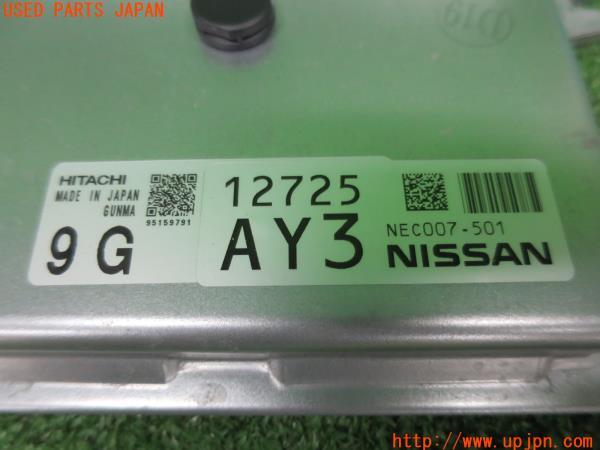 USED PARTS JAPAN
D19
HITACHI
MADE IN JAPAN
GUNMA
95159791
9G
12725
AY3
NEC007-501
NISSAN
http://www.upjpn.com/